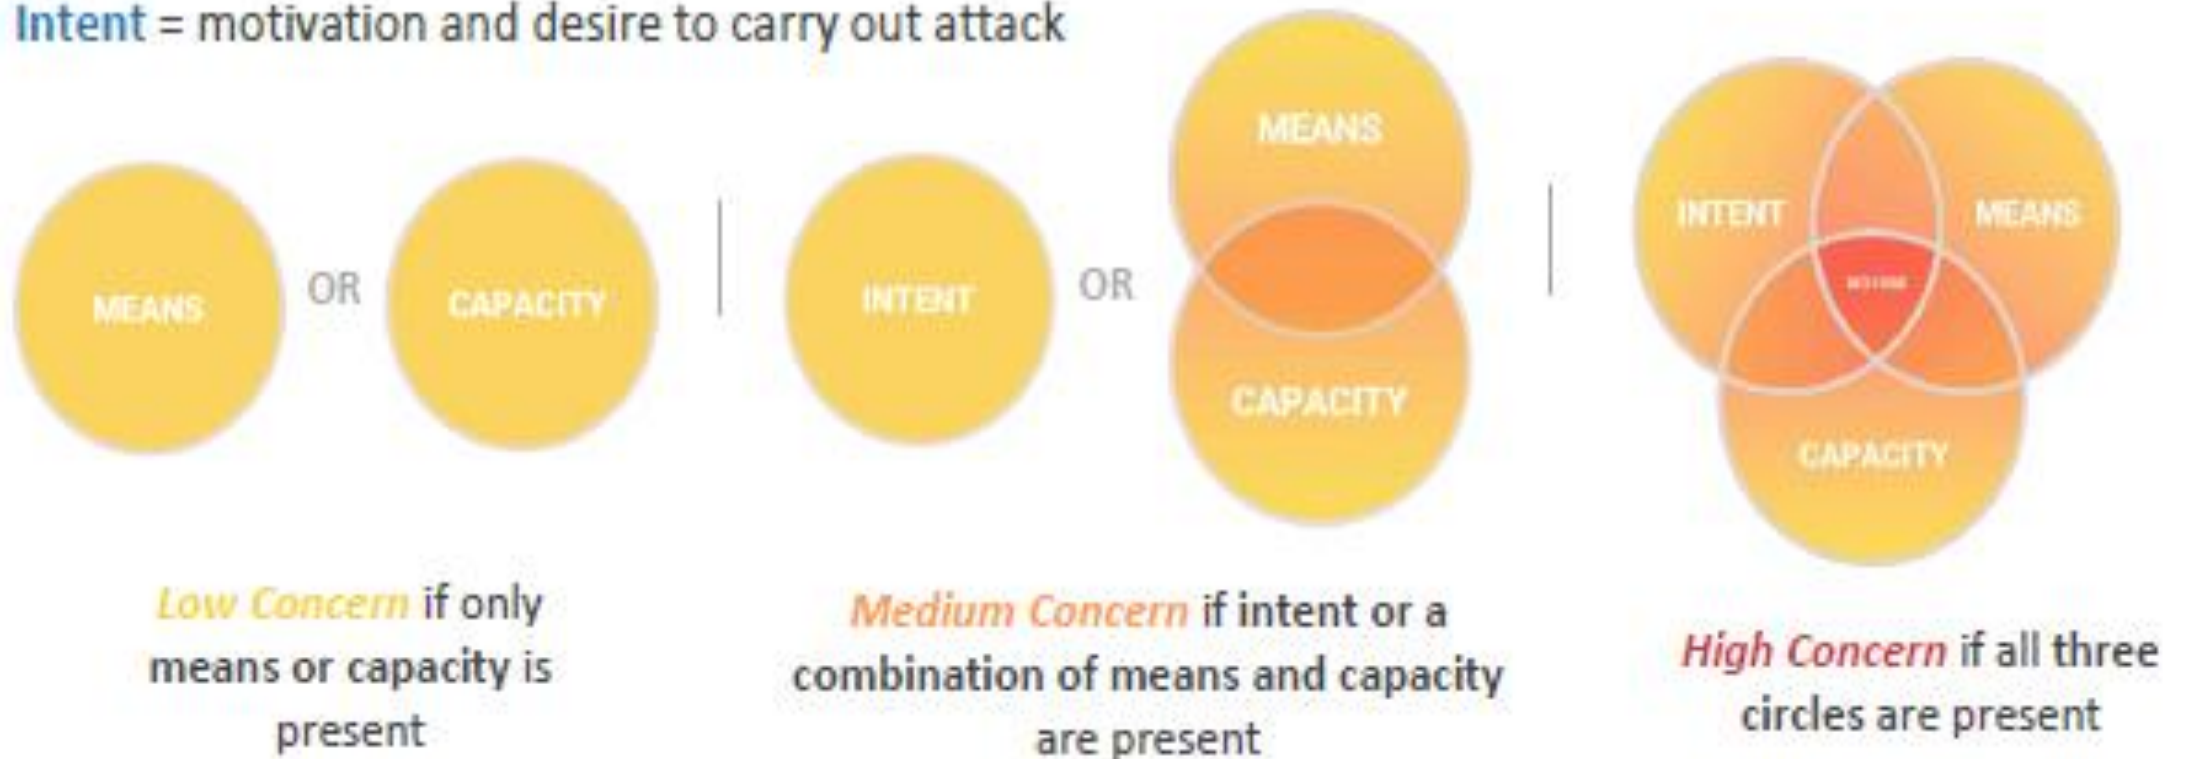 Intent = motivation and desire to carry out attack
MEANS
OR
CAPACITY
INTENT
OR
MEANS
CAPACITY
INTENT
MEANS
CAPACITY
Low Concern if only
means or capacity is
present
Medium Concern if intent or a
combination of means and capacity
are present
High Concern if all three
circles are present